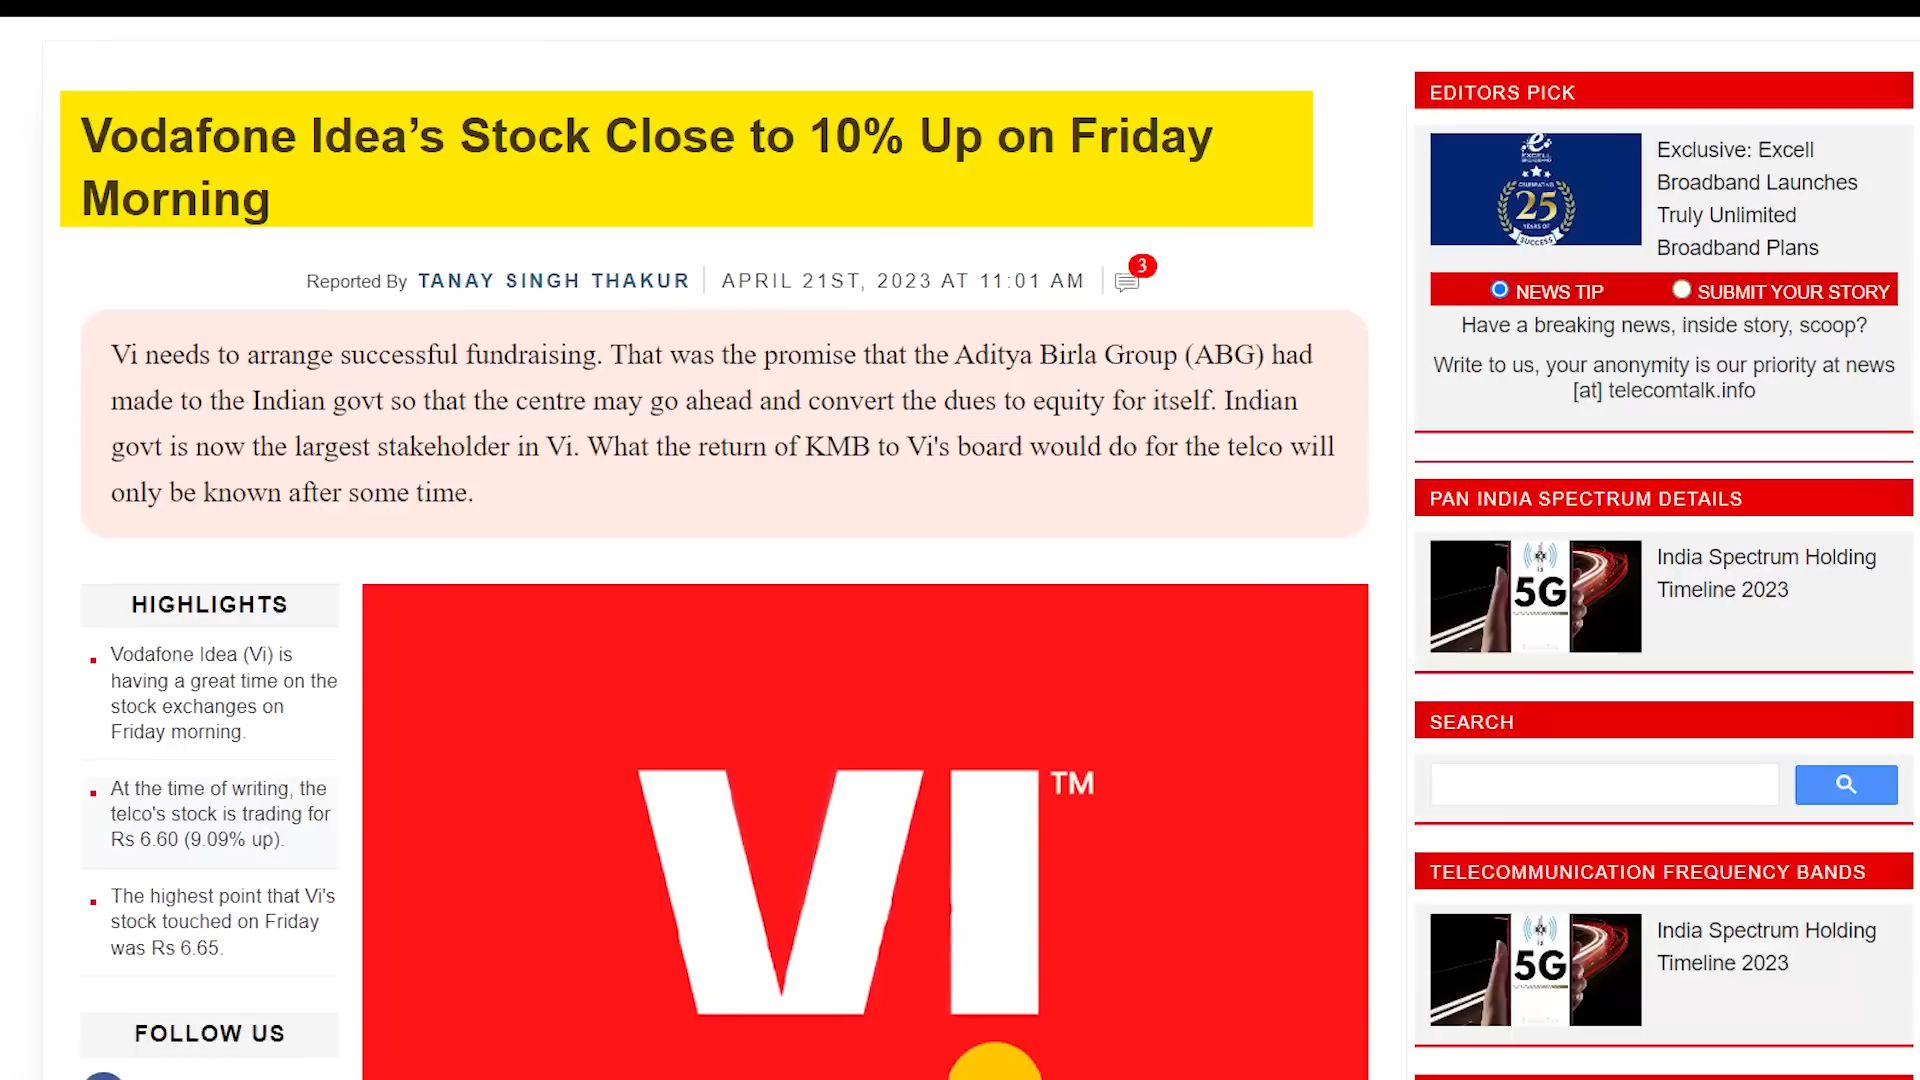 Vodafone Idea’s Stock Close to 10% Up on Friday
Morning
Reported By TANAY SINGH THAKUR APRIL 21ST, 2023 AT 11:01 AM 3
Vi needs to arrange successful fundraising. That was the promise that the Aditya Birla Group (ABG) had
made to the Indian govt so that the centre may go ahead and convert the dues to equity for itself. Indian
govt is now the largest stakeholder in Vi. What the return of KMB to Vi's board would do for the telco will
only be known after some time.
HIGHLIGHTS
Vodafone Idea (Vi) is
having a great time on the
stock exchanges on
Friday morning.
At the time of writing, the
telco's stock is trading for
Rs 6.60 (9.09% up).
The highest point that Vi's
stock touched on Friday
was Rs 6.65.
FOLLOW US
VI TM
EDITORS PICK
EXCELL
CELEBRATING
25
YEARS OF
SUCCESS
Exclusive: Excell
Broadband Launches
Truly Unlimited
Broadband Plans
NEWS TIP SUBMIT YOUR STORY
Have a breaking news, inside story, scoop?
Write to us, your anonymity is our priority at news
[at] telecomtalk.info
PAN INDIA SPECTRUM DETAILS
5G
India Spectrum Holding
Timeline 2023
SEARCH
TELECOMMUNICATION FREQUENCY BANDS
5G
India Spectrum Holding
Timeline 2023